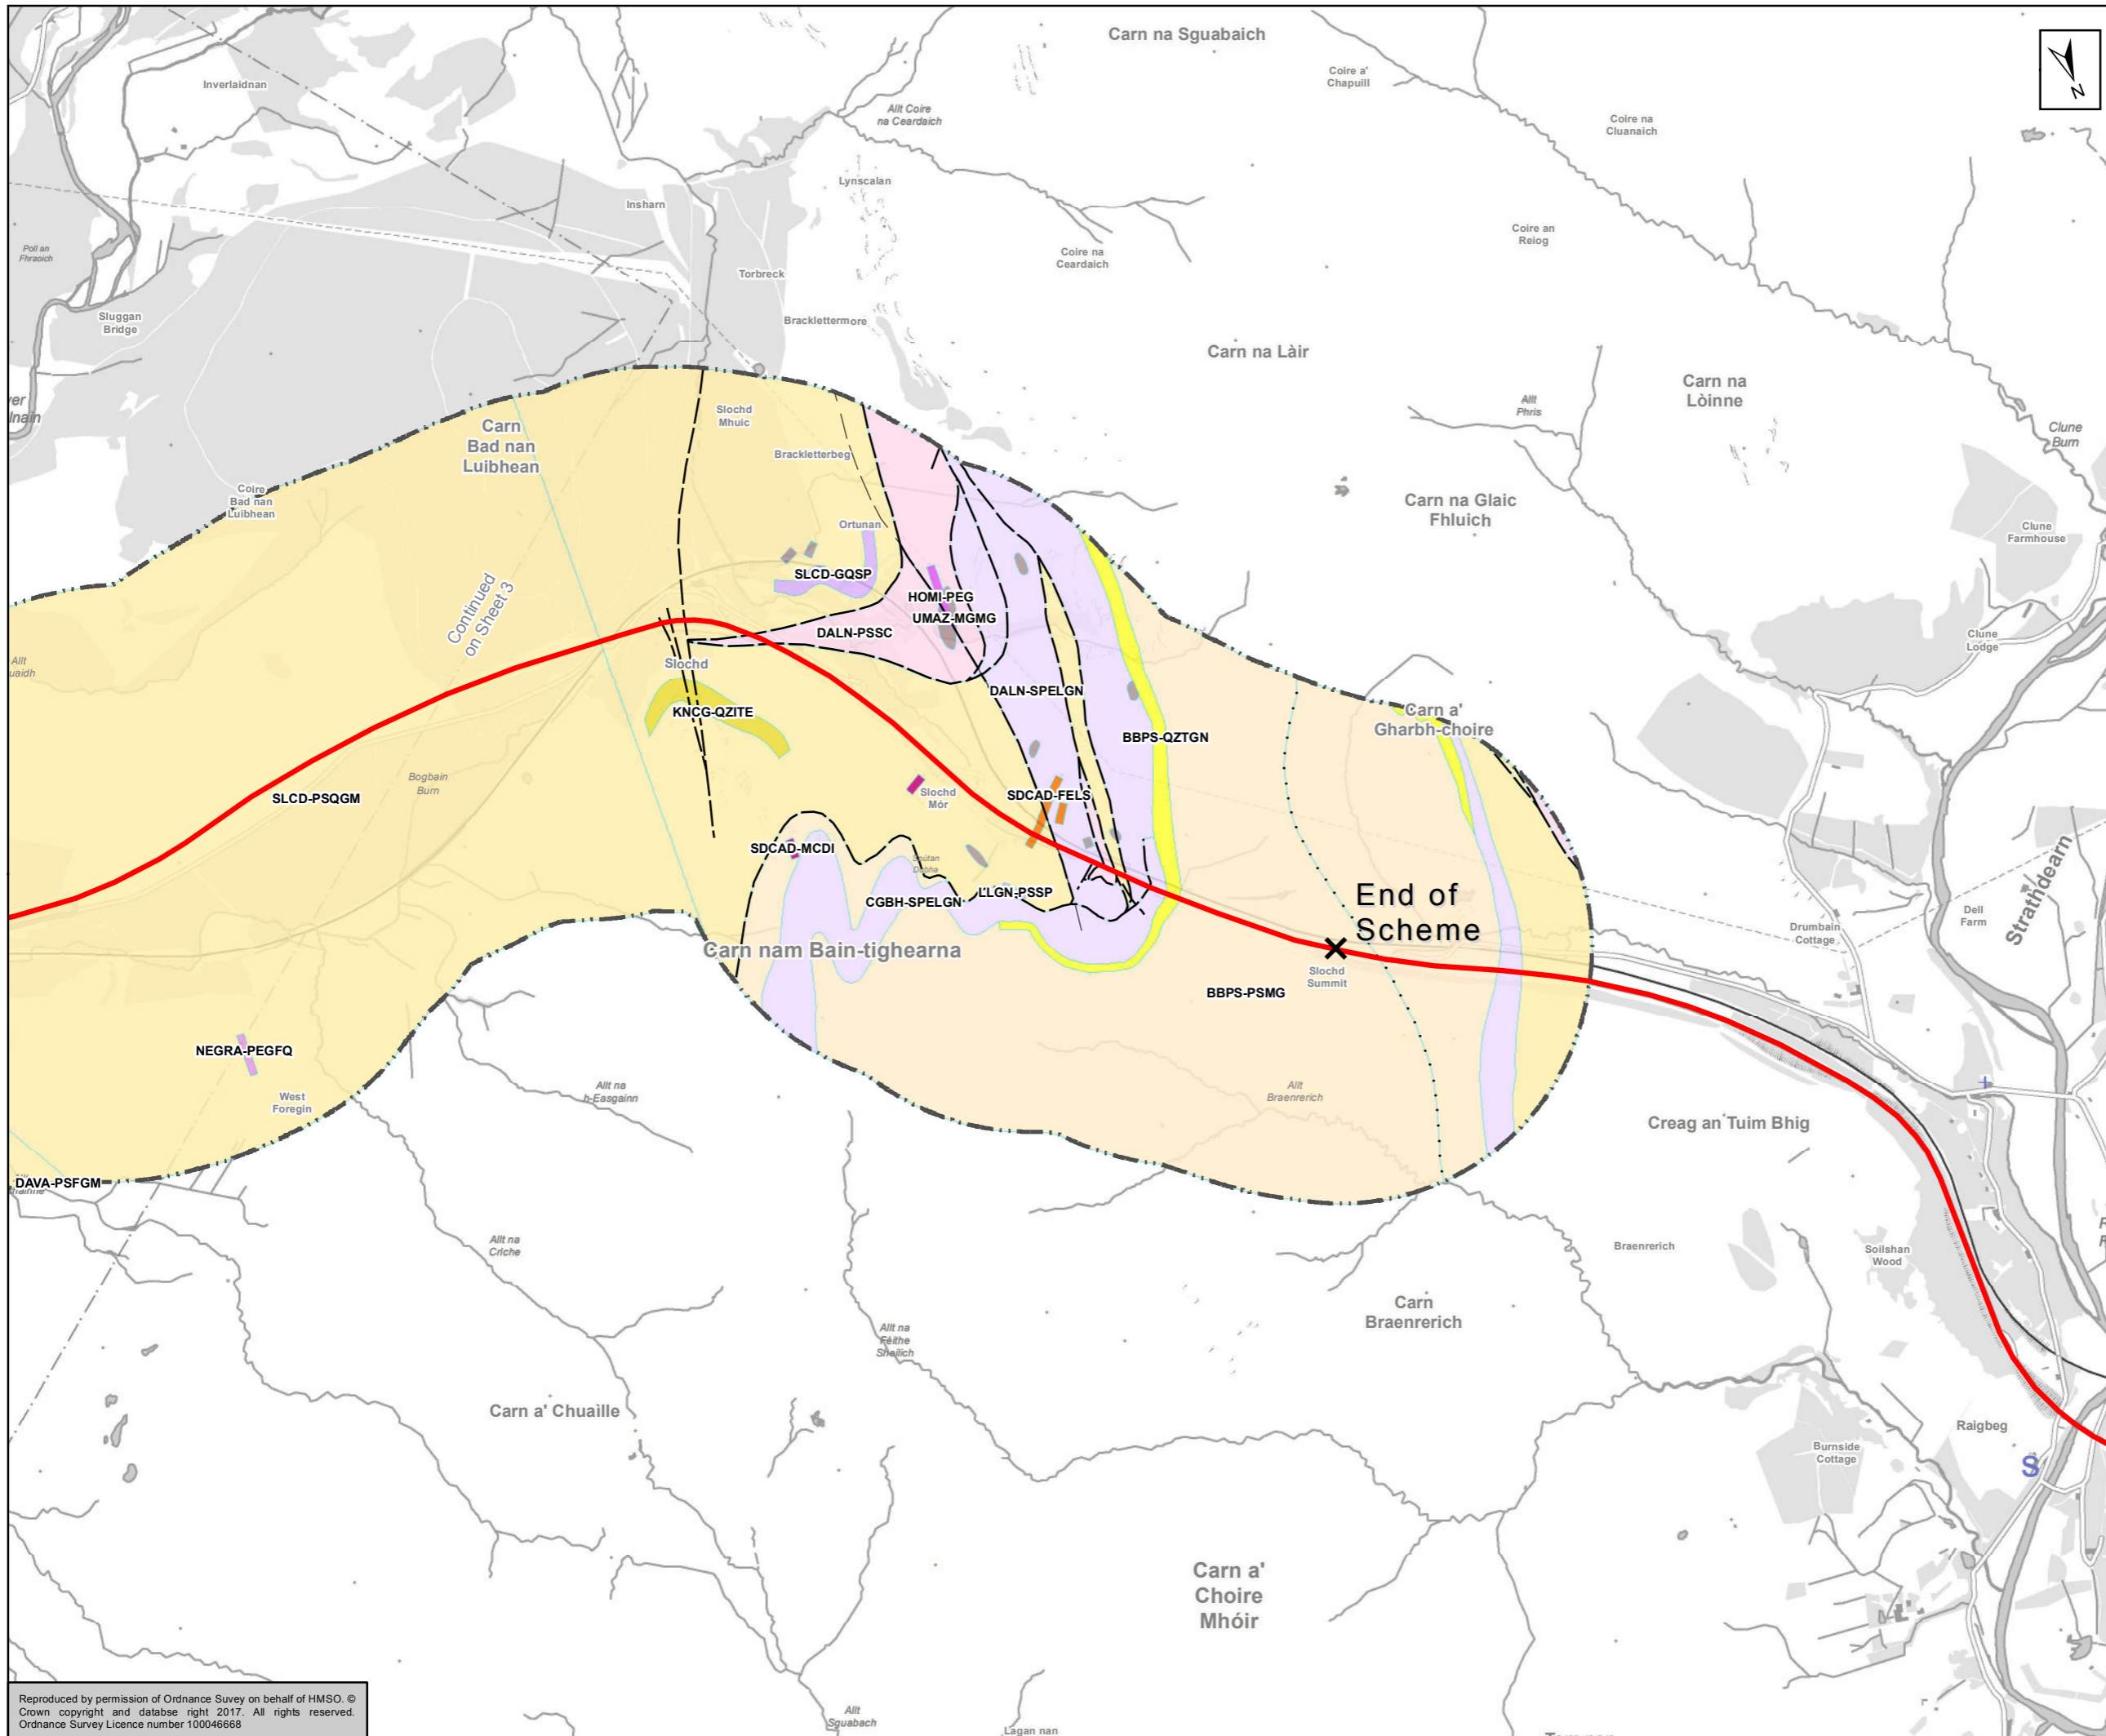 Carn na Sguabaich
Coire a'
Chapuill
N
Inverlaidnan
Allt Coire
na Ceardaich
Coire na
Cluanaich
Lynscalan
Insharn
Poll an
Fhraoich
Coire na
Ceardaich
Coire an
Reiog
Torbreck
Sluggan
Bridge
Bracklettermore
Carn na Làir
Carn na
Lòinne
Allt
Phris
Clune
Burn
Slochd
Mhuic
Carn
Bad nan
Luibhean
Brackletterbeg
Coire
Bad nan
Luibhean
Carn na Glaic
Fhluich
Clune
Farmhouse
Ortunan
Continued
on Sheet 3
SLCD-GQSP
HOMI-PEG
UMAZ-MGMG
DALN-PSSC
Clune
Lodge
Slochd
DALN-SPELGN
KNCG-QZITE
Carn a'
Gharbh-choire
BBPS-QZTGN
Bogbain
Burn
SLCD-PSQGM
Slochd
Mór
SDCAD-FELS
SDCAD-MCDI
CGBH-SPELGN
LLGN-PSSP
End of
Scheme
Strathdearn
Dell
Farm
Drumbain
Cottage
Carn nam Bain-tighearna
Slochd
Summit
BBPS-PSMG
NEGRA-PEGFQ
West
Foregin
Allt na
h-Easgainn
Allt
Braenrerich
Creag an Tuim Bhig
DAVA-PSFGM
Allt na
Criche
Braenrerich
Soilshan
Wood
Carn
Braenrerich
Allt na
Féithe
Sheilich
Carn a' Chuaille
Raigbeg
Burnside
Cottage
S
Carn a'
Choire
Mhóir
Reproduced by permission of Ordnance Suvey on behalf of HMSO. ©
Crown copyright and databse right 2017. All rights reserved.
Ordnance Survey Licence number 100046668
Allt
Sguabach
Lagan nan